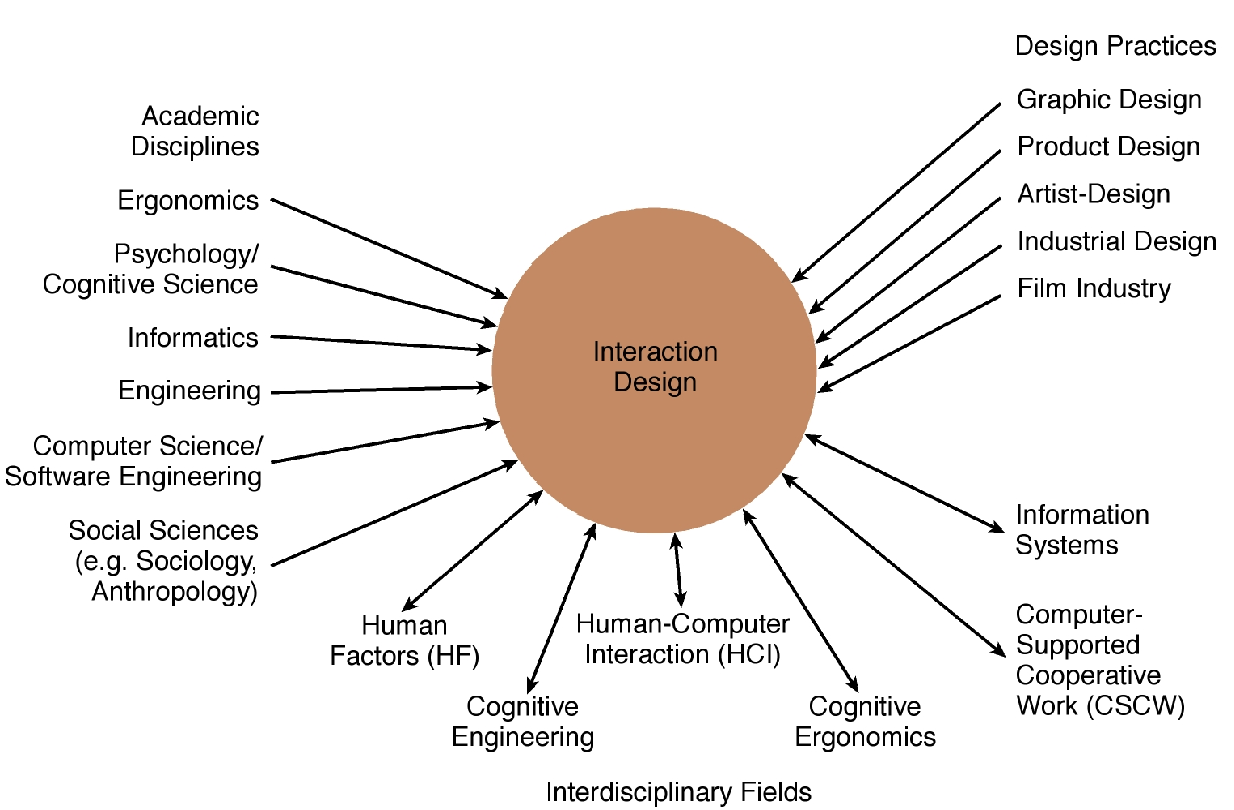 Academic
Disciplines
Ergonomics
Psychology/
Cognitive Science
Informatics
Engineering
Computer Science/
Software Engineering
Social Sciences
(e.g. Sociology,
Anthropology)
Interaction
Design
Design Practices
Graphic Design
Product Design
Artist-Design
Industrial Design
Film Industry
Information
Systems
Computer-
Supported
Cooperative
Work (CSCW)
Human
Factors (HF)
Cognitive
Engineering
Human-Computer
Interaction (HCI)
Cognitive
Ergonomics
Interdisciplinary Fields